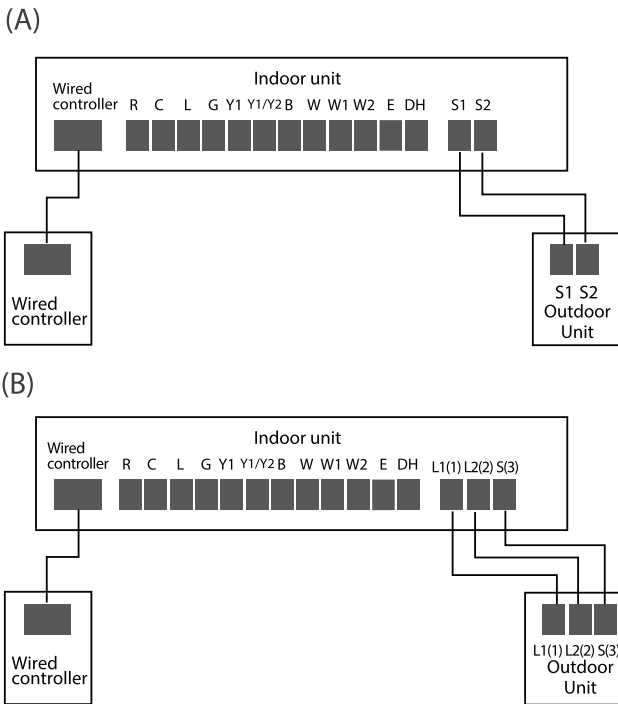 (A)
Indoor unit
Wired
controller
R C L G Y1 Y1/Y2 B W W1 W2 E DH S1 S2
Wired
controller
S1 S2
Outdoor
Unit
(B)
Indoor unit
Wired
controller
R C L G Y1 Y1/Y2 B W W1 W2 E DH L1(1) L2(2) S(3)
Wired
controller
L1(1) L2(2) S(3)
Outdoor
Unit